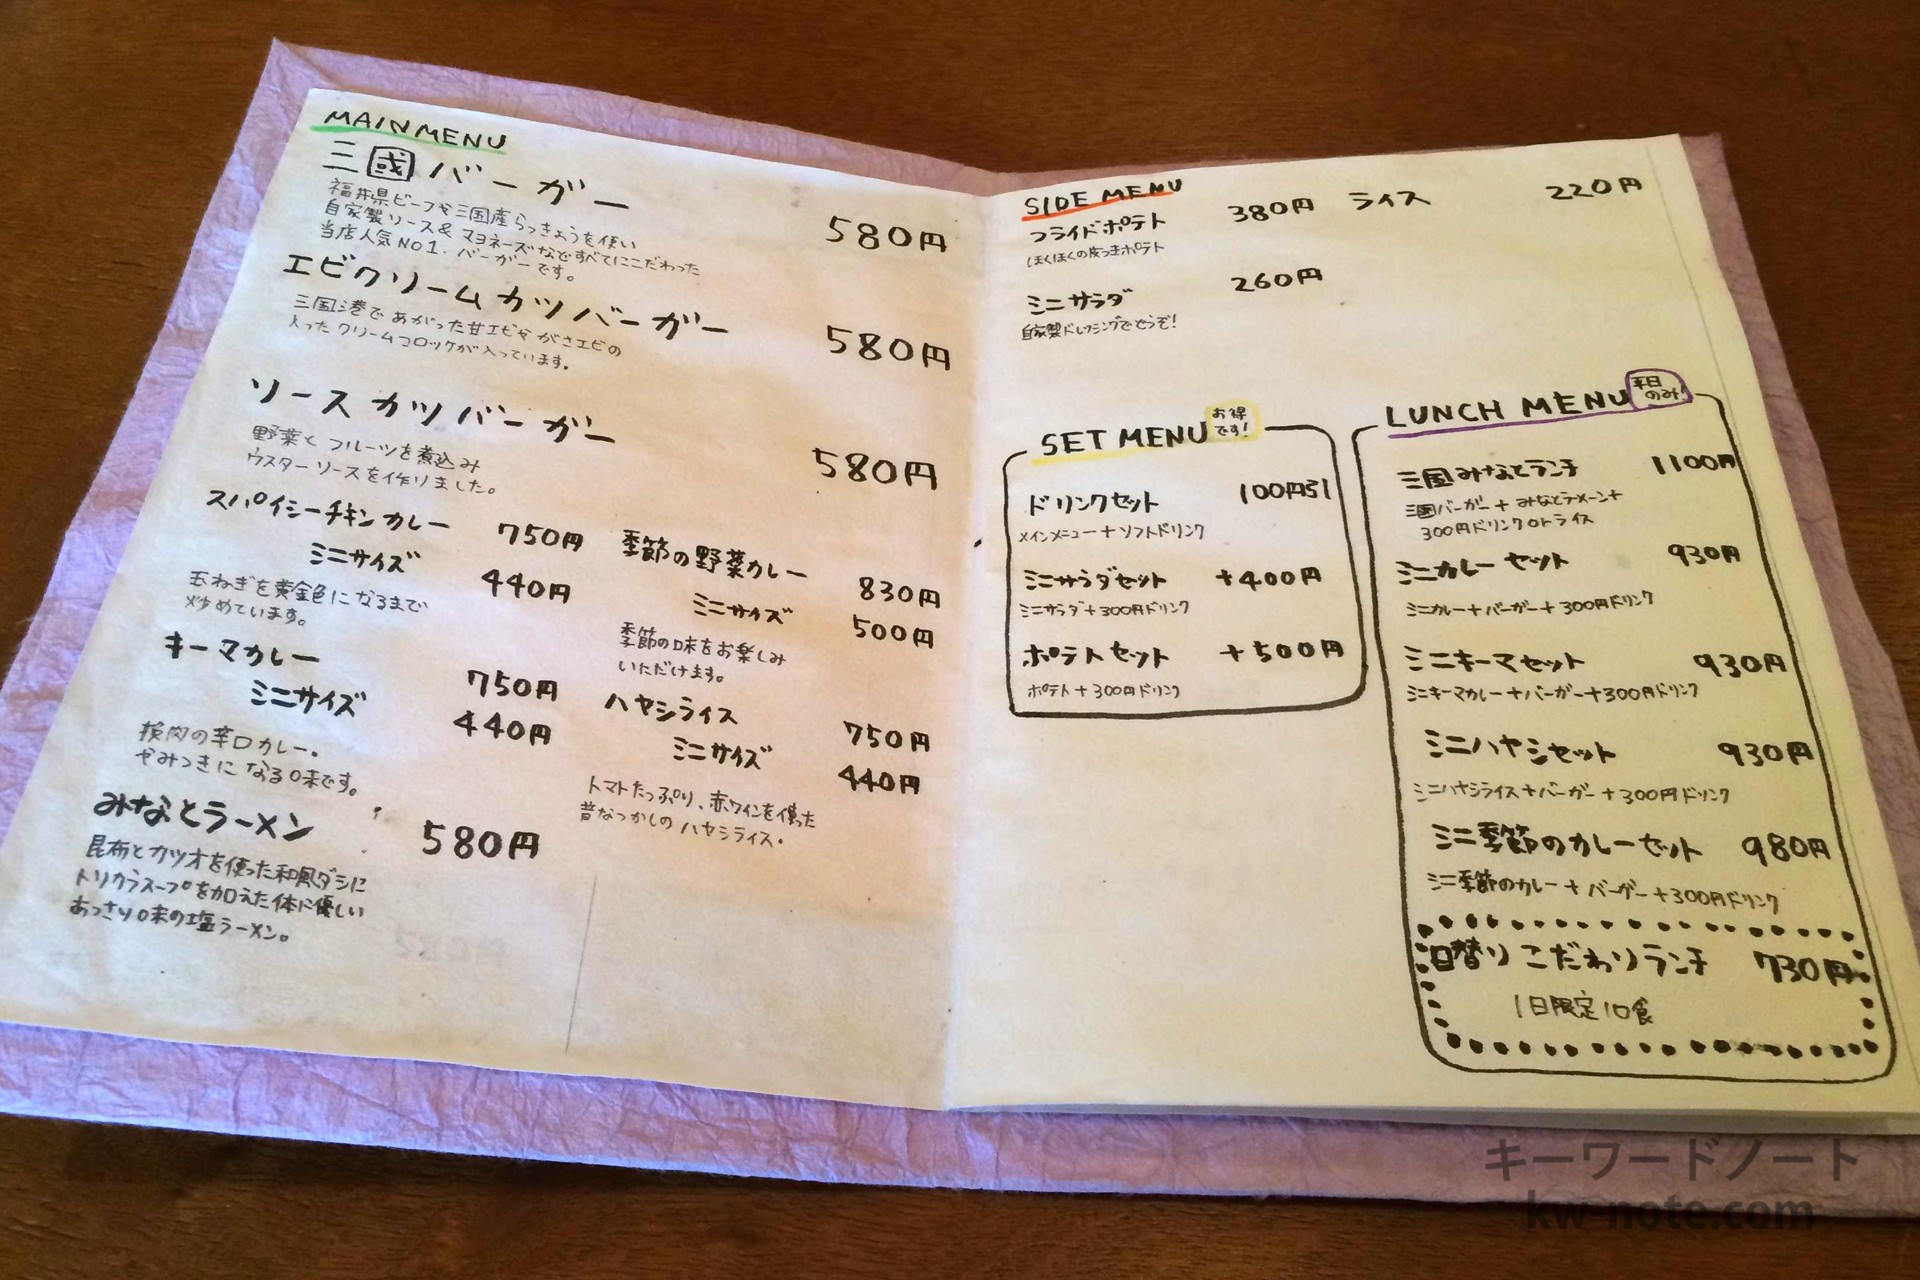 MAIN MENU
三國バーガー
580円
福井県ビーフや三国産らっきょうを使い
自家製ソース&マヨネーズなどすべてにこだわった
当店人気NO1.バーガーです。
エビクリームカツバーガー
580円
三国港であがった甘エビやがさエビの
入ったクリームコロッケが入っています。
ソースカツバーガー
580円
野菜とフルーツを煮込み
ウスターソースを作りました。
スパイシーチキンカレー 750円
ミニサイズ 440円
玉ねぎを黄金色になるまで
炒めています。
キーマカレー 750円
ミニサイズ 440円
挽肉の辛口カレー。
やみつきになる味です。
みなとラーメン 580円
昆布とカツオを使った和風ダシに
トリガラスープを加えた体に優しい
あっさり味の塩ラーメン。
季節の野菜カレー 830円
ミニサイズ 500円
季節の味をお楽しみ
いただけます。
ハヤシライス 750円
ミニサイズ 440円
トマトたっぷり、赤ワインを使った
昔なつかしのハヤシライス.
SIDE MENU
フライドポテト 380円
ほくほくの皮つきポテト
ミニサラダ 260円
自家製ドレッシングでどうぞ!
ライス 220円
SET MENU お得です!
ドリンクセット 100円引
メインメニュー+ソフトドリンク
ミニサラダセット +400円
ミニサラダ+300円ドリンク
ポテトセット +500円
ポテト+300円ドリンク
LUNCH MENU 平日のみ!
三国みなとランチ 1100円
三國バーガー+みなとラーメン+
300円ドリンクorライス
ミニカレーセット 930円
ミニカレー+バーガー+300円ドリンク
ミニキーマセット 930円
ミニキーマカレー+バーガー+300円ドリンク
ミニハヤシセット 930円
ミニハヤシライス+バーガー+300円ドリンク
ミニ季節のカレーセット 980円
ミニ季節のカレー+バーガー+300円ドリンク
日替りこだわりランチ 730円
1日限定10食
キーワードノート
kw-note.com